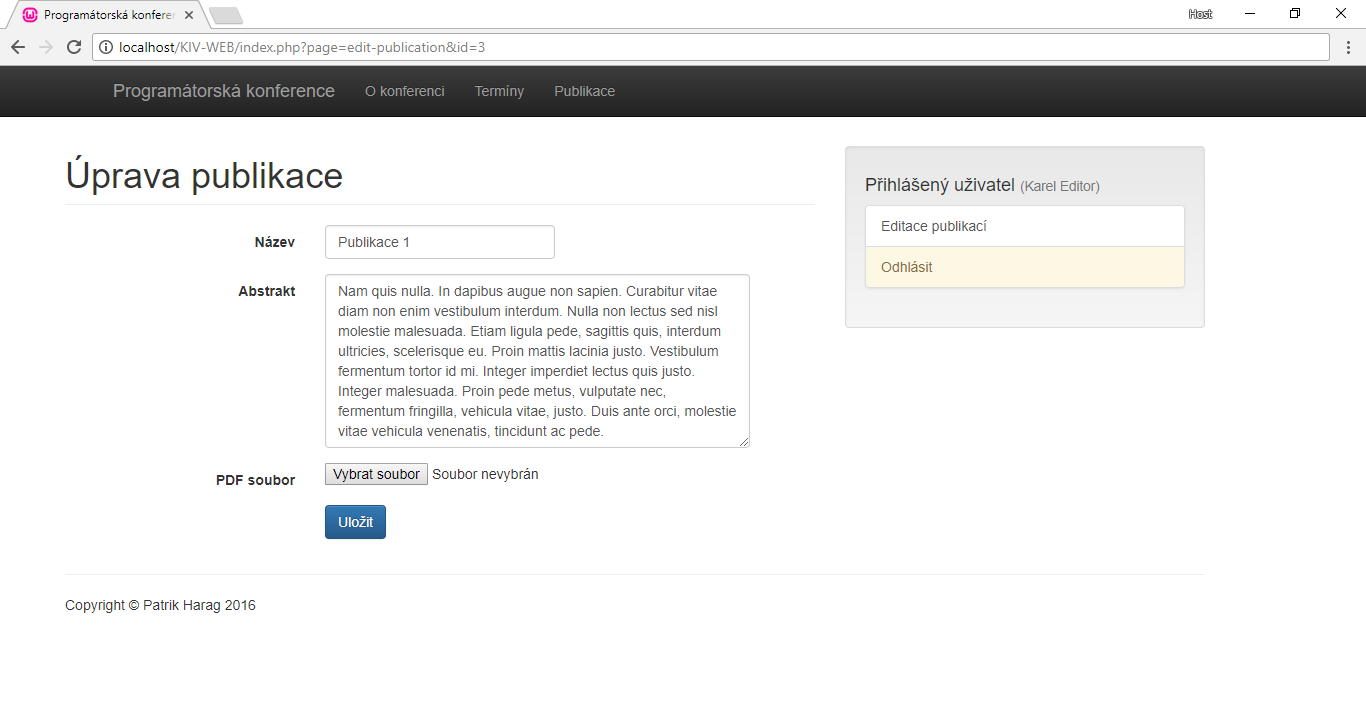 Programátorská konferen
Host
localhost/KIV-WEB/index.php?page=edit-publication&id=3
Programátorská konference O konferenci Termíny Publikace
Úprava publikace
Název
Publikace 1
Abstrakt
Nam quis nulla. In dapibus augue non sapien. Curabitur vitae
diam non enim vestibulum interdum. Nulla non lectus sed nisl
molestie malesuada. Etiam ligula pede, sagittis quis, interdum
ultricies, scelerisque eu. Proin mattis lacinia justo. Vestibulum
fermentum tortor id mi. Integer imperdiet lectus quis justo.
Integer malesuada. Proin pede metus, vulputate nec,
fermentum fringilla, vehicula vitae, justo. Duis ante orci, molestie
vitae vehicula venenatis, tincidunt ac pede.
PDF soubor
Vybrat soubor Soubor nevybrán
Uložit
Přihlášený uživatel (Karel Editor)
Editace publikací
Odhlásit
Copyright © Patrik Harag 2016